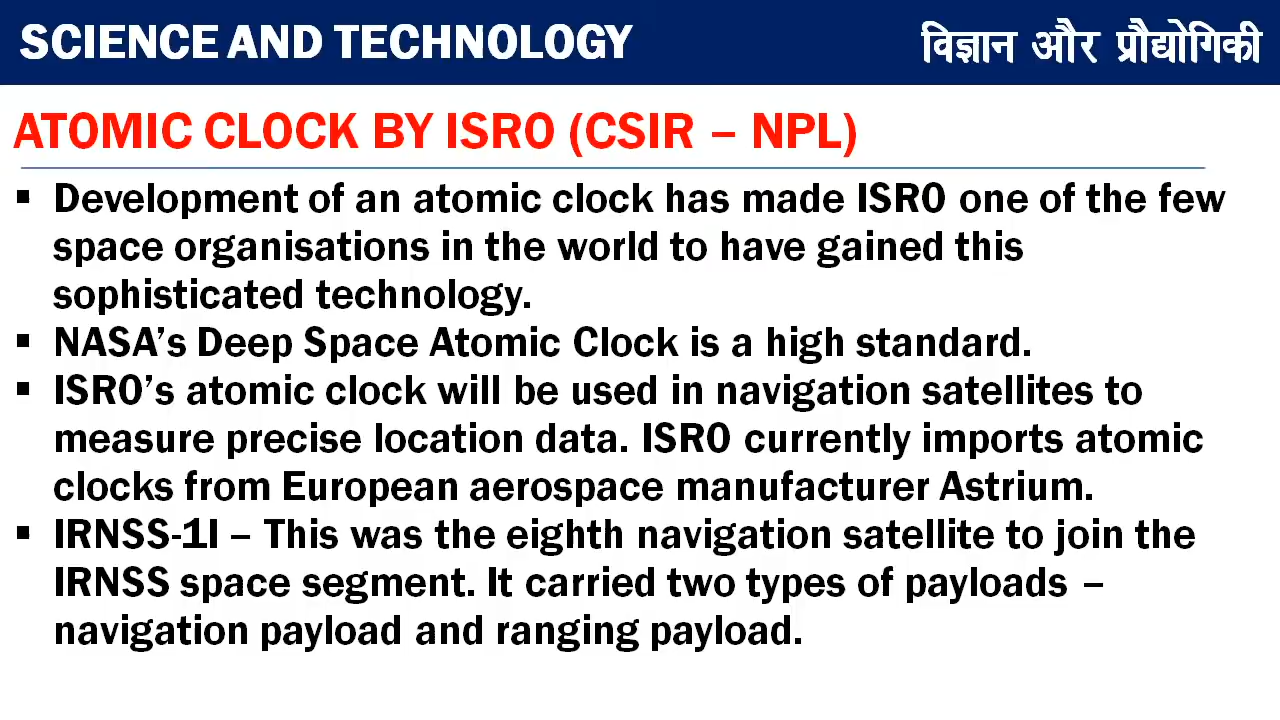 SCIENCE AND TECHNOLOGY
विज्ञान और प्रौद्योगिकी
ATOMIC CLOCK BY ISRO (CSIR – NPL)
▪ Development of an atomic clock has made ISRO one of the few
space organisations in the world to have gained this
sophisticated technology.
▪ NASA’s Deep Space Atomic Clock is a high standard.
▪ ISRO’s atomic clock will be used in navigation satellites to
measure precise location data. ISRO currently imports atomic
clocks from European aerospace manufacturer Astrium.
▪ IRNSS-1I – This was the eighth navigation satellite to join the
IRNSS space segment. It carried two types of payloads –
navigation payload and ranging payload.